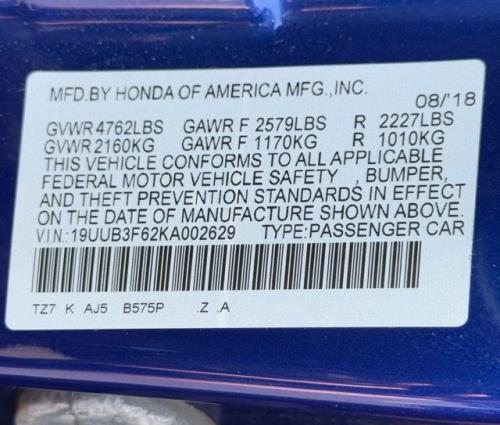 MFD.BY HONDA OF AMERICA MFG.,INC.
08/'18
GVWR 4762LBS GAWR F 2579LBS R 2227LBS
GVWR 2160KG GAWR F 1170KG R 1010KG
THIS VEHICLE CONFORMS TO ALL APPLICABLE
FEDERAL MOTOR VEHICLE SAFETY , BUMPER,
AND THEFT PREVENTION STANDARDS IN EFFECT
ON THE DATE OF MANUFACTURE SHOWN ABOVE.
V.I.N.:19UUB3F62KA002629 TYPE:PASSENGER CAR
TZ7 K AJ5 B575P .Z .A